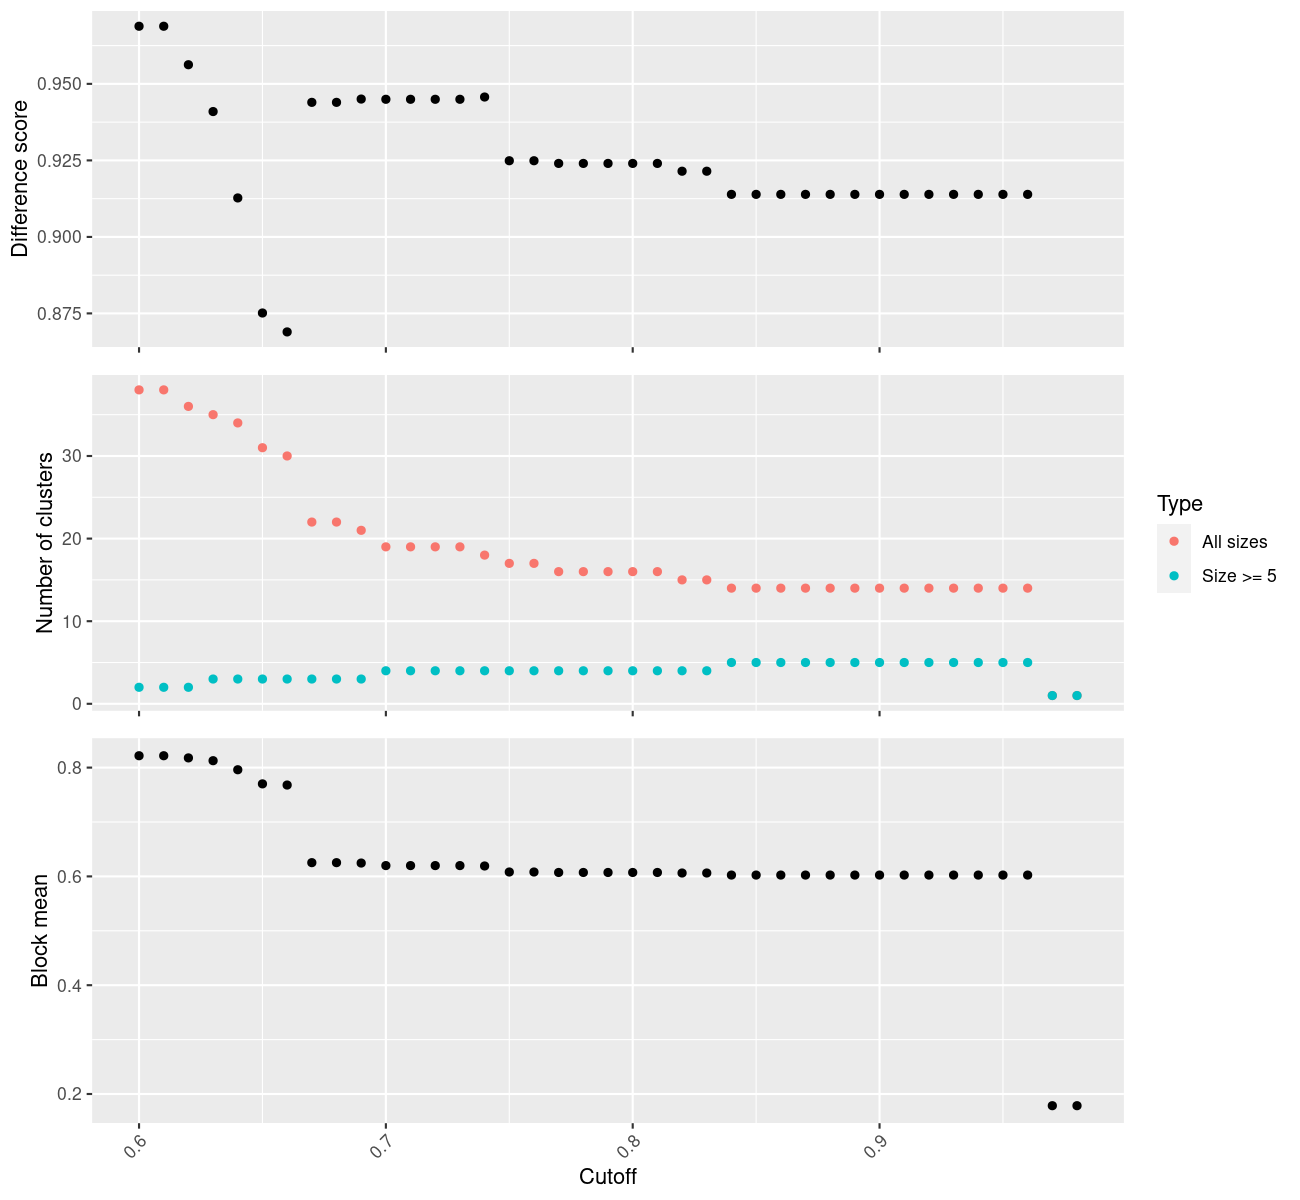 Difference score
0.950
0.925
0.900
0.875
Number of clusters
30
20
10
0
Type
All sizes
Size >= 5
Block mean
0.8
0.6
0.4
0.2
0.6 0.7 0.8 0.9
Cutoff